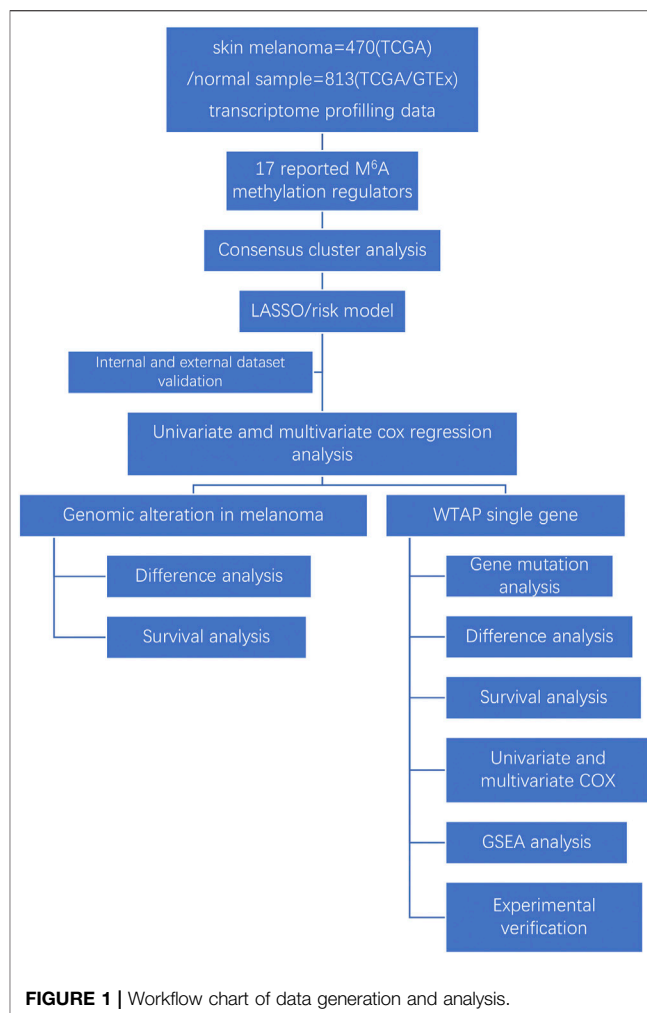 skin melanoma=470(TCGA)
/normal sample=813(TCGA/GTEx)
transcriptome profilling data
17 reported M⁶A
methylation regulators
Consensus cluster analysis
LASSO/risk model
Internal and external dataset
validation
Univariate amd multivariate cox regression
analysis
Genomic alteration in melanoma
Difference analysis
Survival analysis
WTAP single gene
Gene mutation
analysis
Difference analysis
Survival analysis
Univariate and
multivariate COX
GSEA analysis
Experimental
verification
FIGURE 1 | Workflow chart of data generation and analysis.